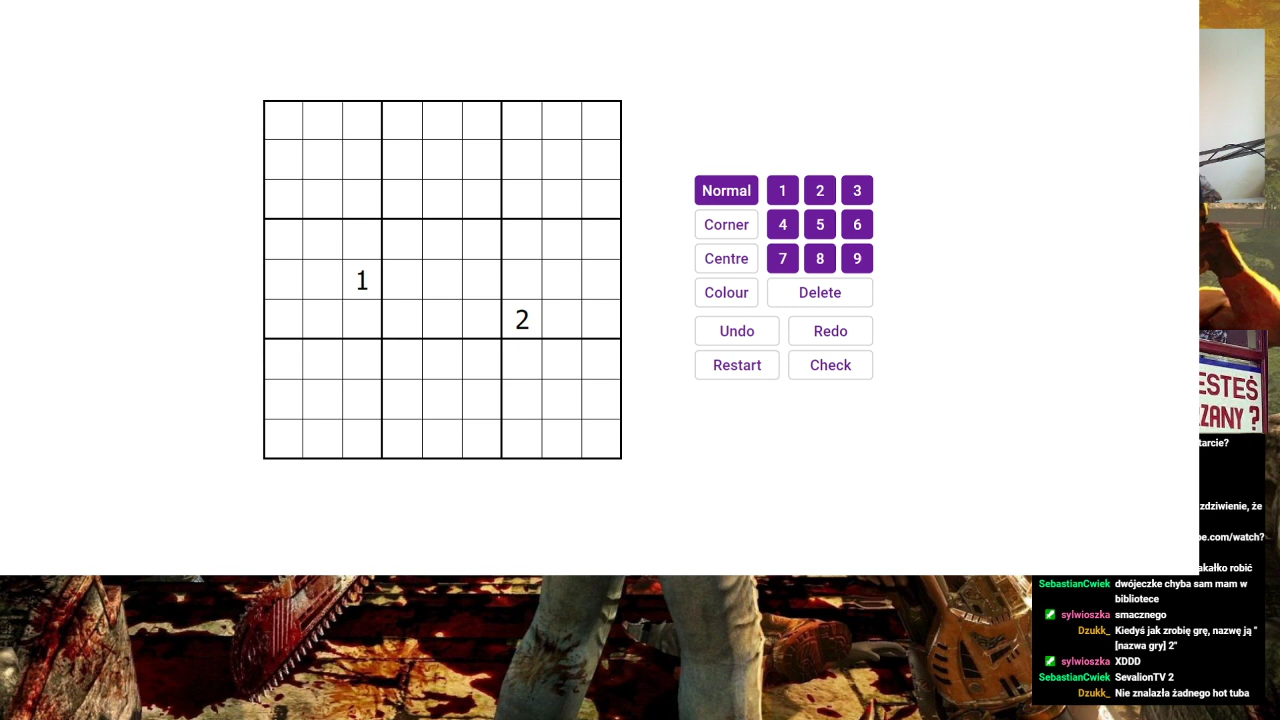 1
2
Normal 1 2 3
Corner 4 5 6
Centre 7 8 9
Colour Delete
Undo Redo
Restart Check
ESTEŚ
ZANY ?
tarcie?
zdziwienie, że
be.com/watch?
akałko robić
SebastianCwiek dwójeczke chyba sam mam w
bibliotece
sylwioszka smacznego
Dzukk_ Kiedyś jak zrobię grę, nazwę ją "
[nazwa gry] 2"
sylwioszka XDDD
SebastianCwiek SevalionTV 2
Dzukk_ Nie znalazła żadnego hot tuba